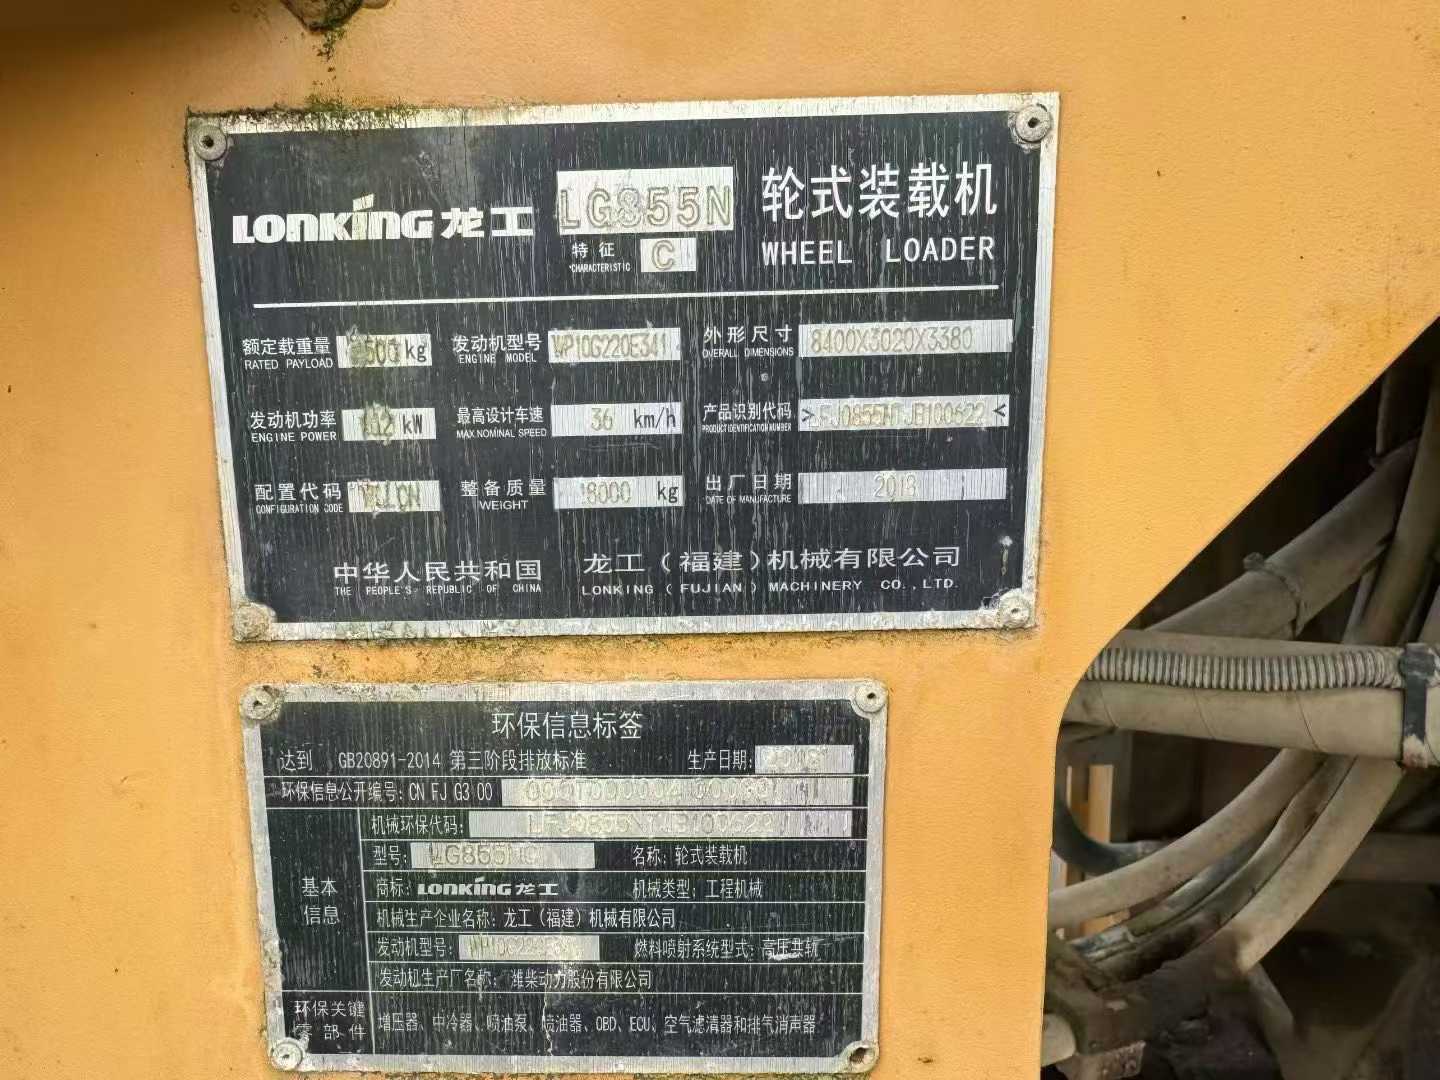 LONKING 龙工 LG855N 轮式装载机
特征 CHARACTERISTIC C WHEEL LOADER
额定载重量 RATED PAYLOAD kg 发动机型号 ENGINE MODEL WP10G220E341 外形尺寸 OVERALL DIMENSIONS 8400X3020X3380
发动机功率 ENGINE POWER kW 最高设计车速 MAX.NOMINAL SPEED 36 km/h 产品识别代码 PRODUCT IDENTIFICATION NUMBER
配置代码 CONFIGURATION CODE 整备质量 WEIGHT 18000 kg 出厂日期 DATE OF MANUFACTURE 2018
中华人民共和国 龙工（福建）机械有限公司
THE PEOPLE'S REPUBLIC OF CHINA LONKING (FUJIAN) MACHINERY CO.,LTD.
环保信息标签
达到 GB20891-2014 第三阶段排放标准 生产日期:
环保信息公开编号: CN FJ G3 00
机械环保代码:
型号: 名称: 轮式装载机
基本信息 商标: LONKING 龙工 机械类型: 工程机械
机械生产企业名称: 龙工（福建）机械有限公司
发动机型号: 燃料喷射系统型式: 高压共轨
发动机生产厂名称: 潍柴动力股份有限公司
环保关键零部件 增压器、中冷器、喷油泵、喷油器、OBD、ECU、空气滤清器和排气消声器